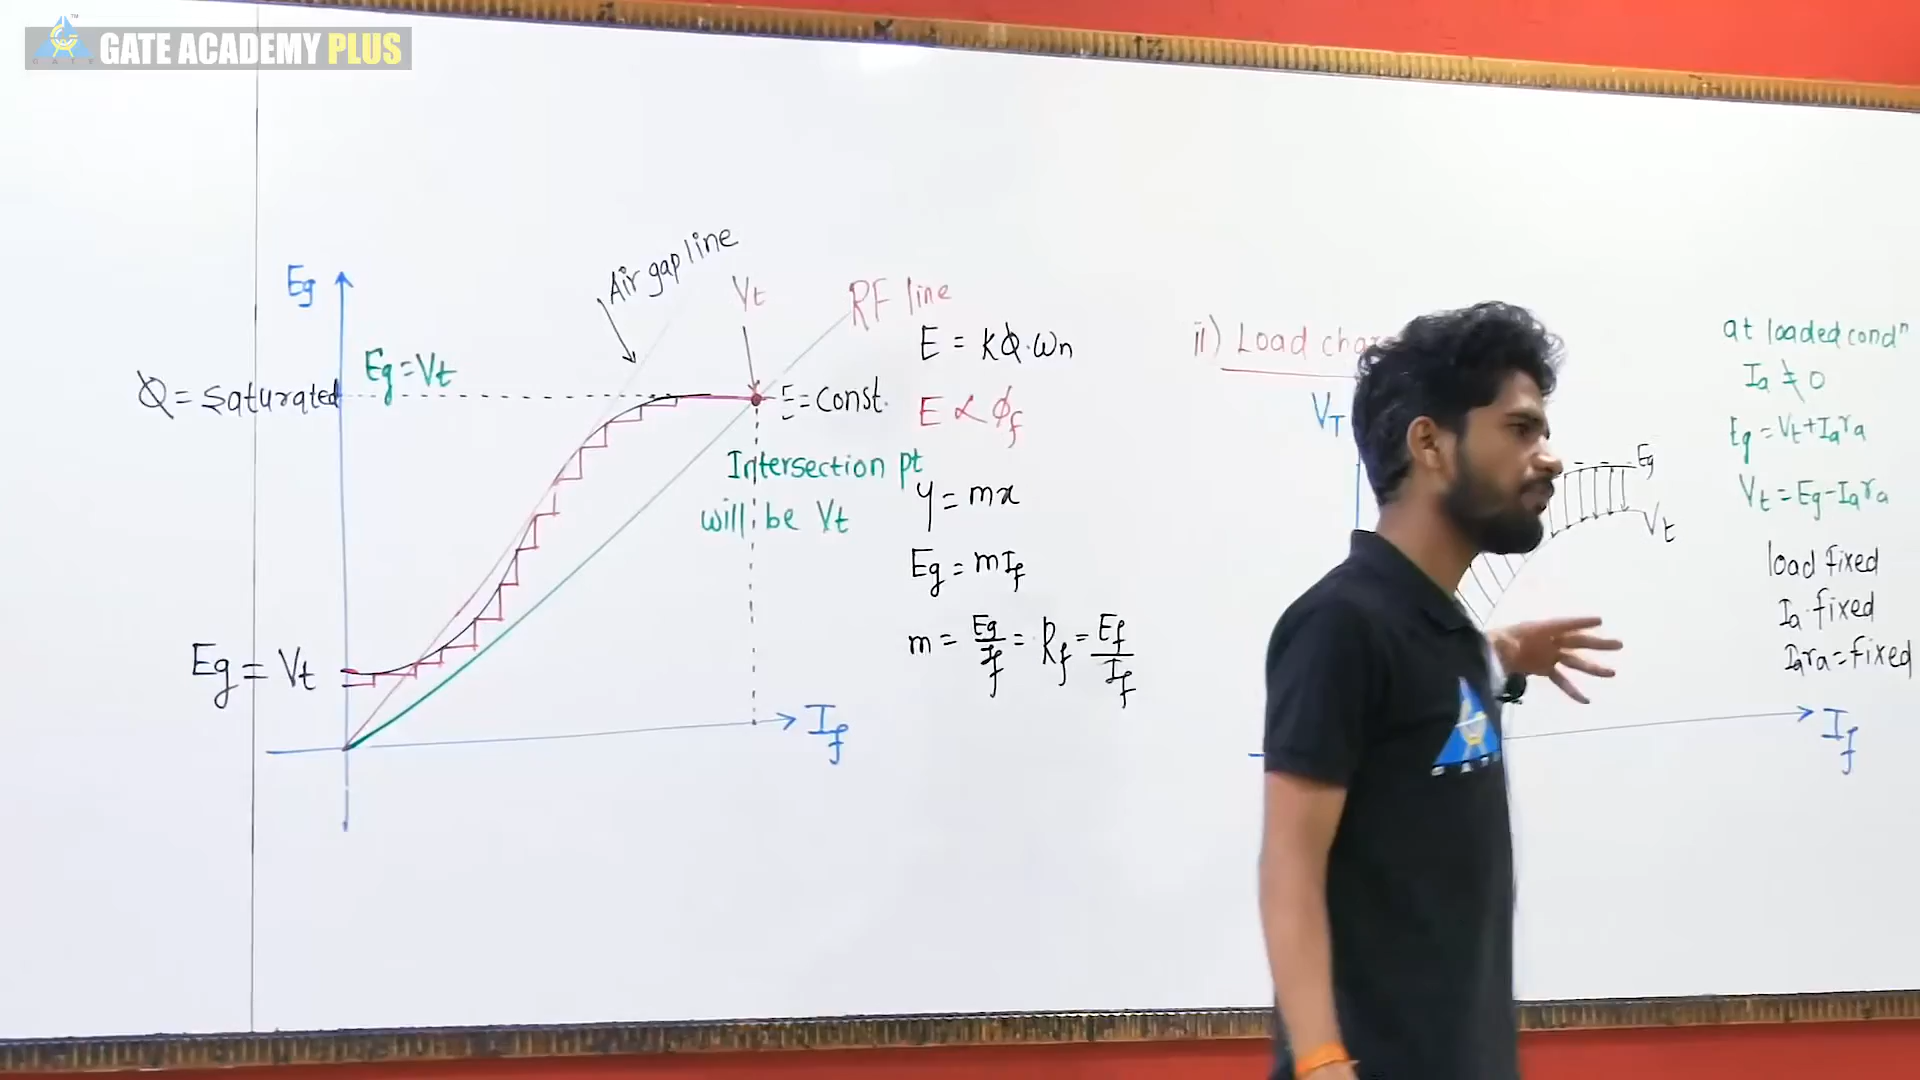 GATE ACADEMY PLUS
Eg
Air gap line
Vt
RF line
Eg = Vt
Φ = Saturated
E = const.
Intersection pt
will be Vt
Eg = Vt
If
E = kΦ·ωn
E ∝ Φf
y = mx
Eg = mIf
m = Eg/If = Rf = Ef/If
ii) Load
VT
Eg
Vt
If
at loaded condⁿ
Ia ≠ 0
Eg = Vt + Iara
Vt = Eg - Iara
load fixed
Ia fixed
Iara = fixed